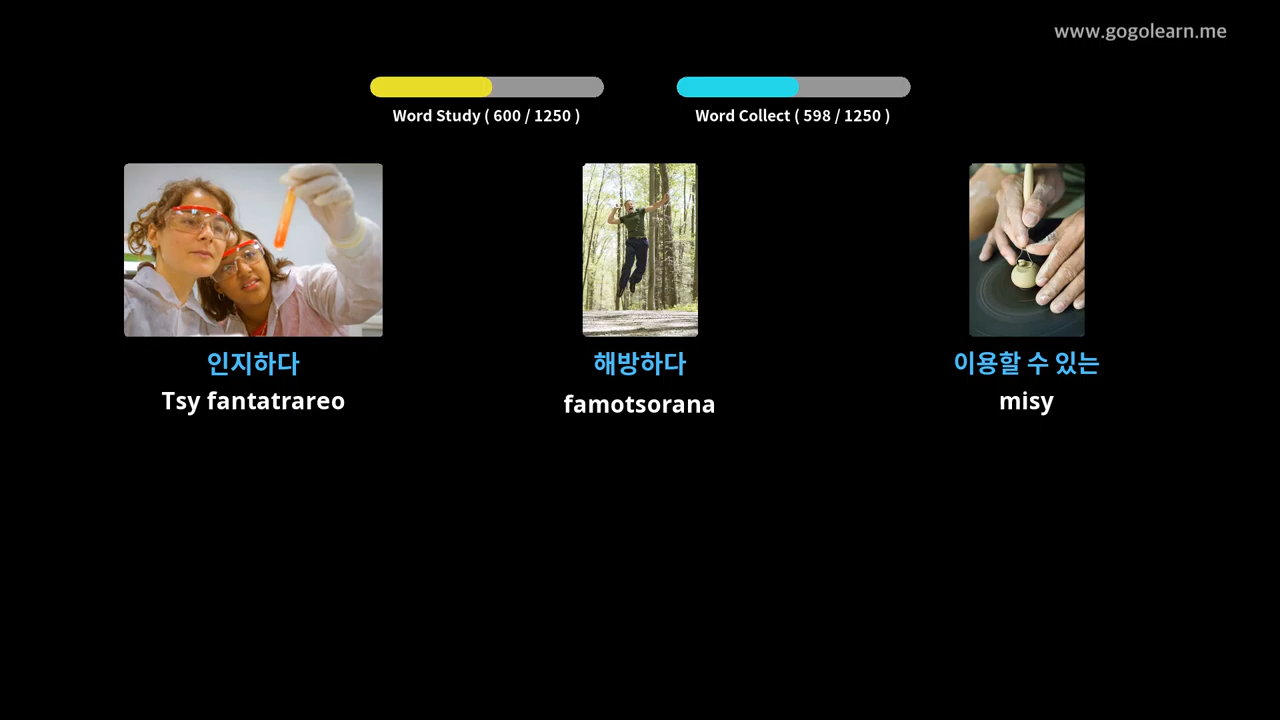 www.gogolearn.me
Word Study ( 600 / 1250 )
Word Collect ( 598 / 1250 )
인지하다
Tsy fantatrareo
해방하다
famotsorana
이용할 수 있는
misy